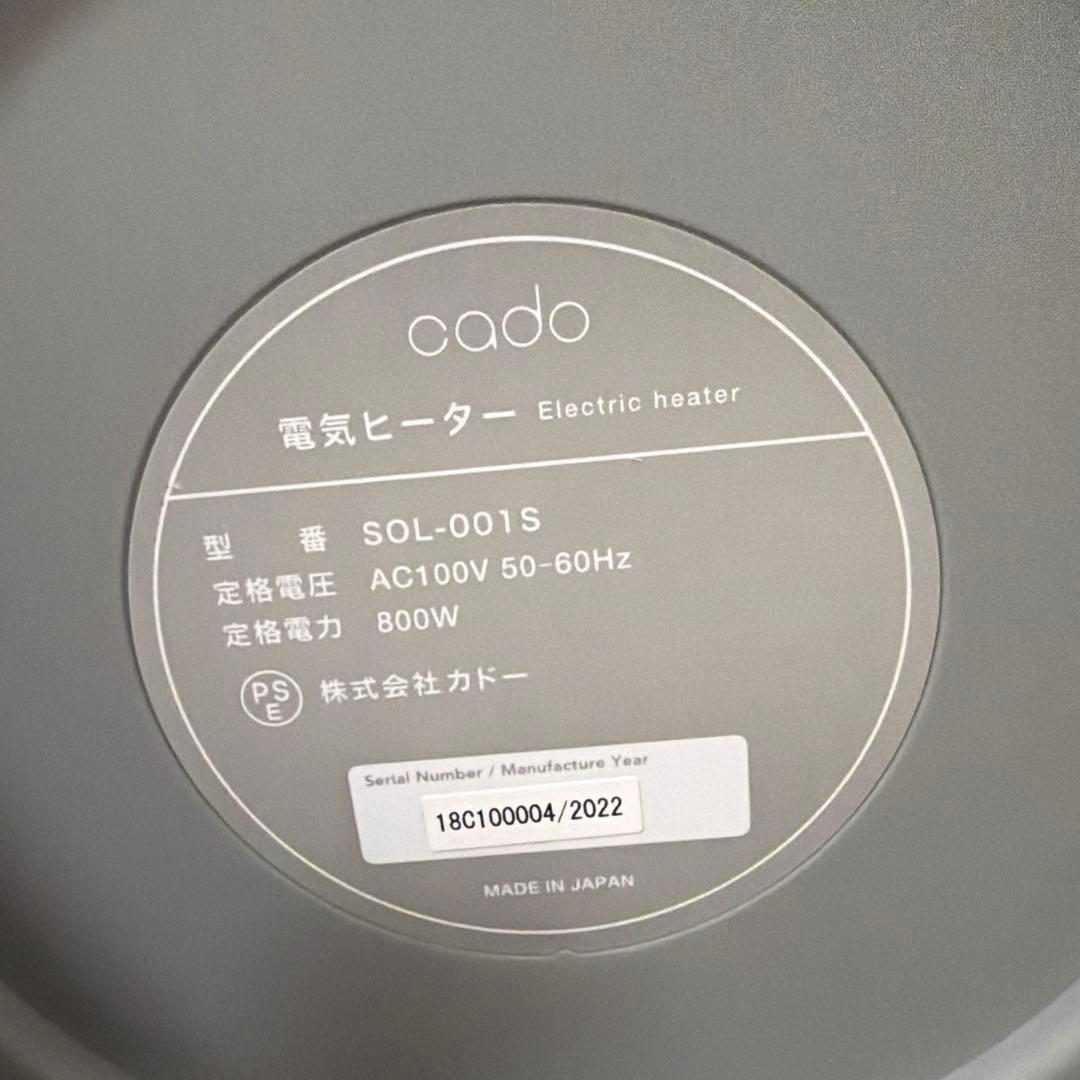 cado
電気ヒーター Electric heater
型 番 SOL-001S
定格電圧 AC100V 50-60Hz
定格電力 800W
PSE 株式会社カドー
Serial Number / Manufacture Year
18C100004/2022
MADE IN JAPAN